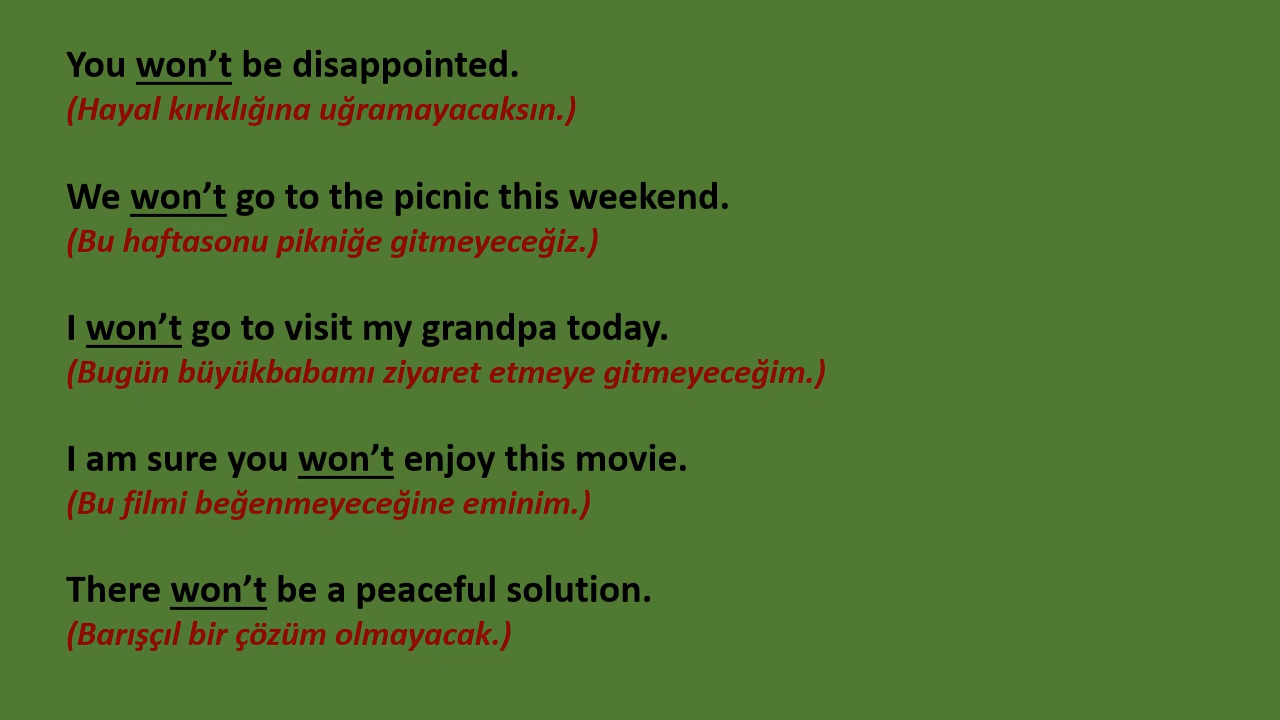 You won’t be disappointed.
(Hayal kırıklığına uğramayacaksın.)
We won’t go to the picnic this weekend.
(Bu haftasonu pikniğe gitmeyeceğiz.)
I won’t go to visit my grandpa today.
(Bugün büyükbabamı ziyaret etmeye gitmeyeceğim.)
I am sure you won’t enjoy this movie.
(Bu filmi beğenmeyeceğine eminim.)
There won’t be a peaceful solution.
(Barışçıl bir çözüm olmayacak.)